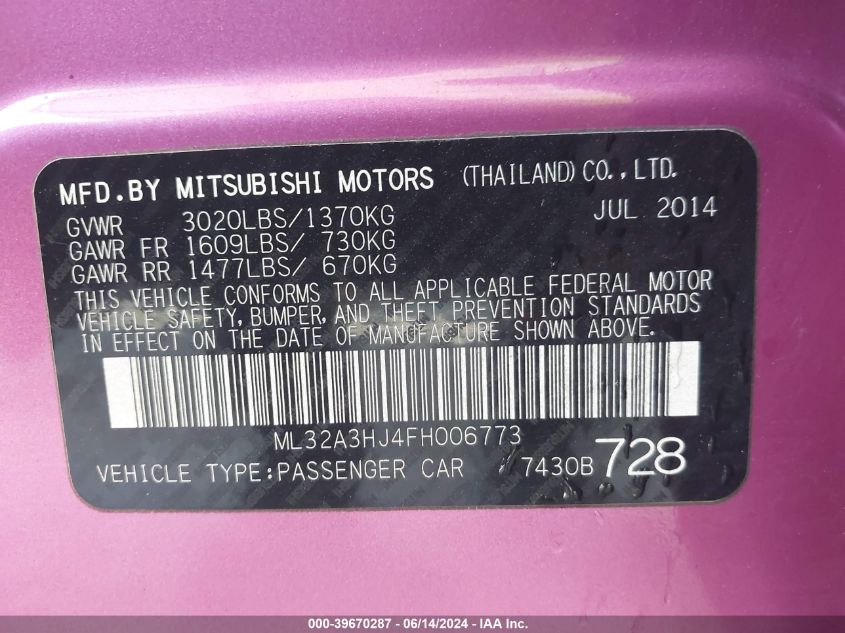 MFD.BY MITSUBISHI MOTORS (THAILAND) CO.,LTD.
GVWR 3020LBS/1370KG JUL 2014
GAWR FR 1609LBS/ 730KG
GAWR RR 1477LBS/ 670KG
THIS VEHICLE CONFORMS TO ALL APPLICABLE FEDERAL MOTOR
VEHICLE SAFETY, BUMPER, AND THEFT PREVENTION STANDARDS
IN EFFECT ON THE DATE OF MANUFACTURE SHOWN ABOVE.
ML32A3HJ4FH006773
VEHICLE TYPE:PASSENGER CAR 7430B 728
000-39670287 - 06/14/2024 - IAA Inc.